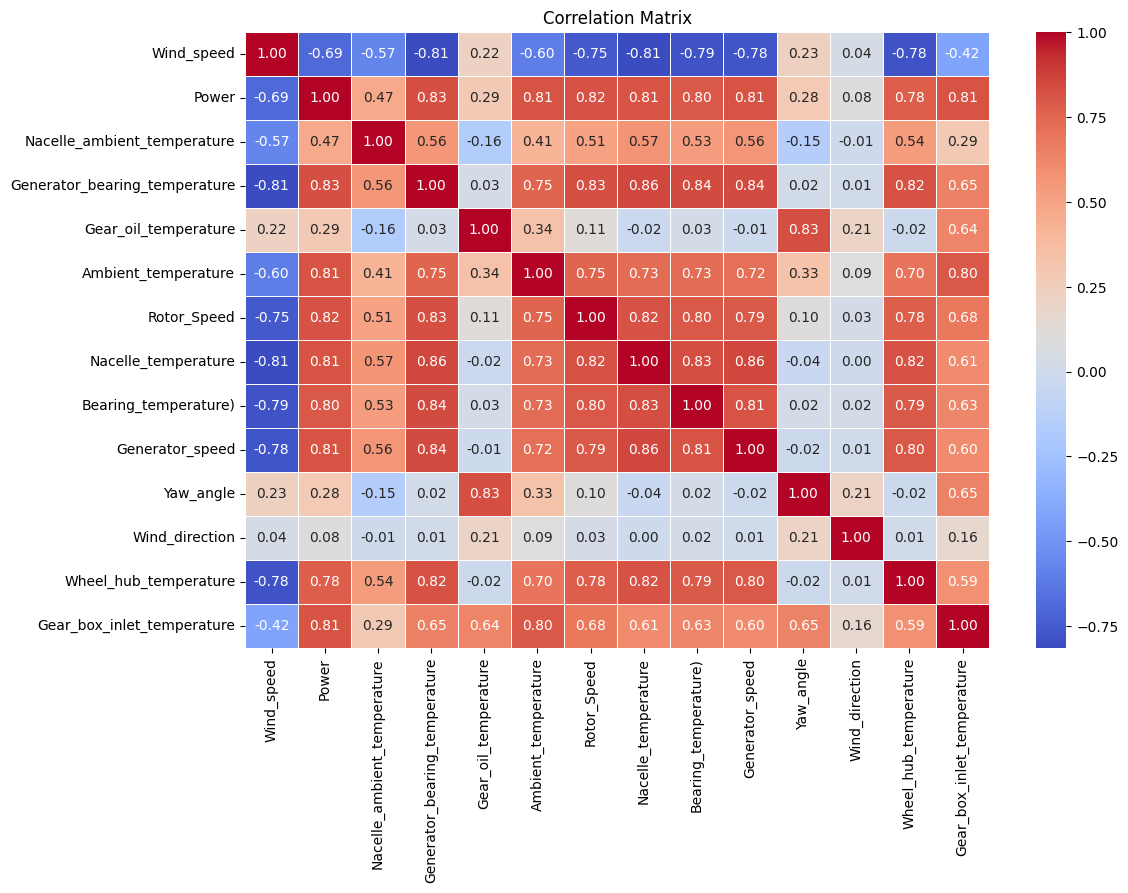 Correlation Matrix
Wind_speed 1.00 -0.69 -0.57 -0.81 0.22 -0.60 -0.75 -0.81 -0.79 -0.78 0.23 0.04 -0.78 -0.42
Power -0.69 1.00 0.47 0.83 0.29 0.81 0.82 0.81 0.80 0.81 0.28 0.08 0.78 0.81
Nacelle_ambient_temperature -0.57 0.47 1.00 0.56 -0.16 0.41 0.51 0.57 0.53 0.56 -0.15 -0.01 0.54 0.29
Generator_bearing_temperature -0.81 0.83 0.56 1.00 0.03 0.75 0.83 0.86 0.84 0.84 0.02 0.01 0.82 0.65
Gear_oil_temperature 0.22 0.29 -0.16 0.03 1.00 0.34 0.11 -0.02 0.03 -0.01 0.83 0.21 -0.02 0.64
Ambient_temperature -0.60 0.81 0.41 0.75 0.34 1.00 0.75 0.73 0.73 0.72 0.33 0.09 0.70 0.80
Rotor_Speed -0.75 0.82 0.51 0.83 0.11 0.75 1.00 0.82 0.80 0.79 0.10 0.03 0.78 0.68
Nacelle_temperature -0.81 0.81 0.57 0.86 -0.02 0.73 0.82 1.00 0.83 0.86 -0.04 0.00 0.82 0.61
Bearing_temperature) -0.79 0.80 0.53 0.84 0.03 0.73 0.80 0.83 1.00 0.81 0.02 0.02 0.79 0.63
Generator_speed -0.78 0.81 0.56 0.84 -0.01 0.72 0.79 0.86 0.81 1.00 -0.02 0.01 0.80 0.60
Yaw_angle 0.23 0.28 -0.15 0.02 0.83 0.33 0.10 -0.04 0.02 -0.02 1.00 0.21 -0.02 0.65
Wind_direction 0.04 0.08 -0.01 0.01 0.21 0.09 0.03 0.00 0.02 0.01 0.21 1.00 0.01 0.16
Wheel_hub_temperature -0.78 0.78 0.54 0.82 -0.02 0.70 0.78 0.82 0.79 0.80 -0.02 0.01 1.00 0.59
Gear_box_inlet_temperature -0.42 0.81 0.29 0.65 0.64 0.80 0.68 0.61 0.63 0.60 0.65 0.16 0.59 1.00
Wind_speed
Power
Nacelle_ambient_temperature
Generator_bearing_temperature
Gear_oil_temperature
Ambient_temperature
Rotor_Speed
Nacelle_temperature
Bearing_temperature)
Generator_speed
Yaw_angle
Wind_direction
Wheel_hub_temperature
Gear_box_inlet_temperature
1.00
0.75
0.50
0.25
0.00
−0.25
−0.50
−0.75